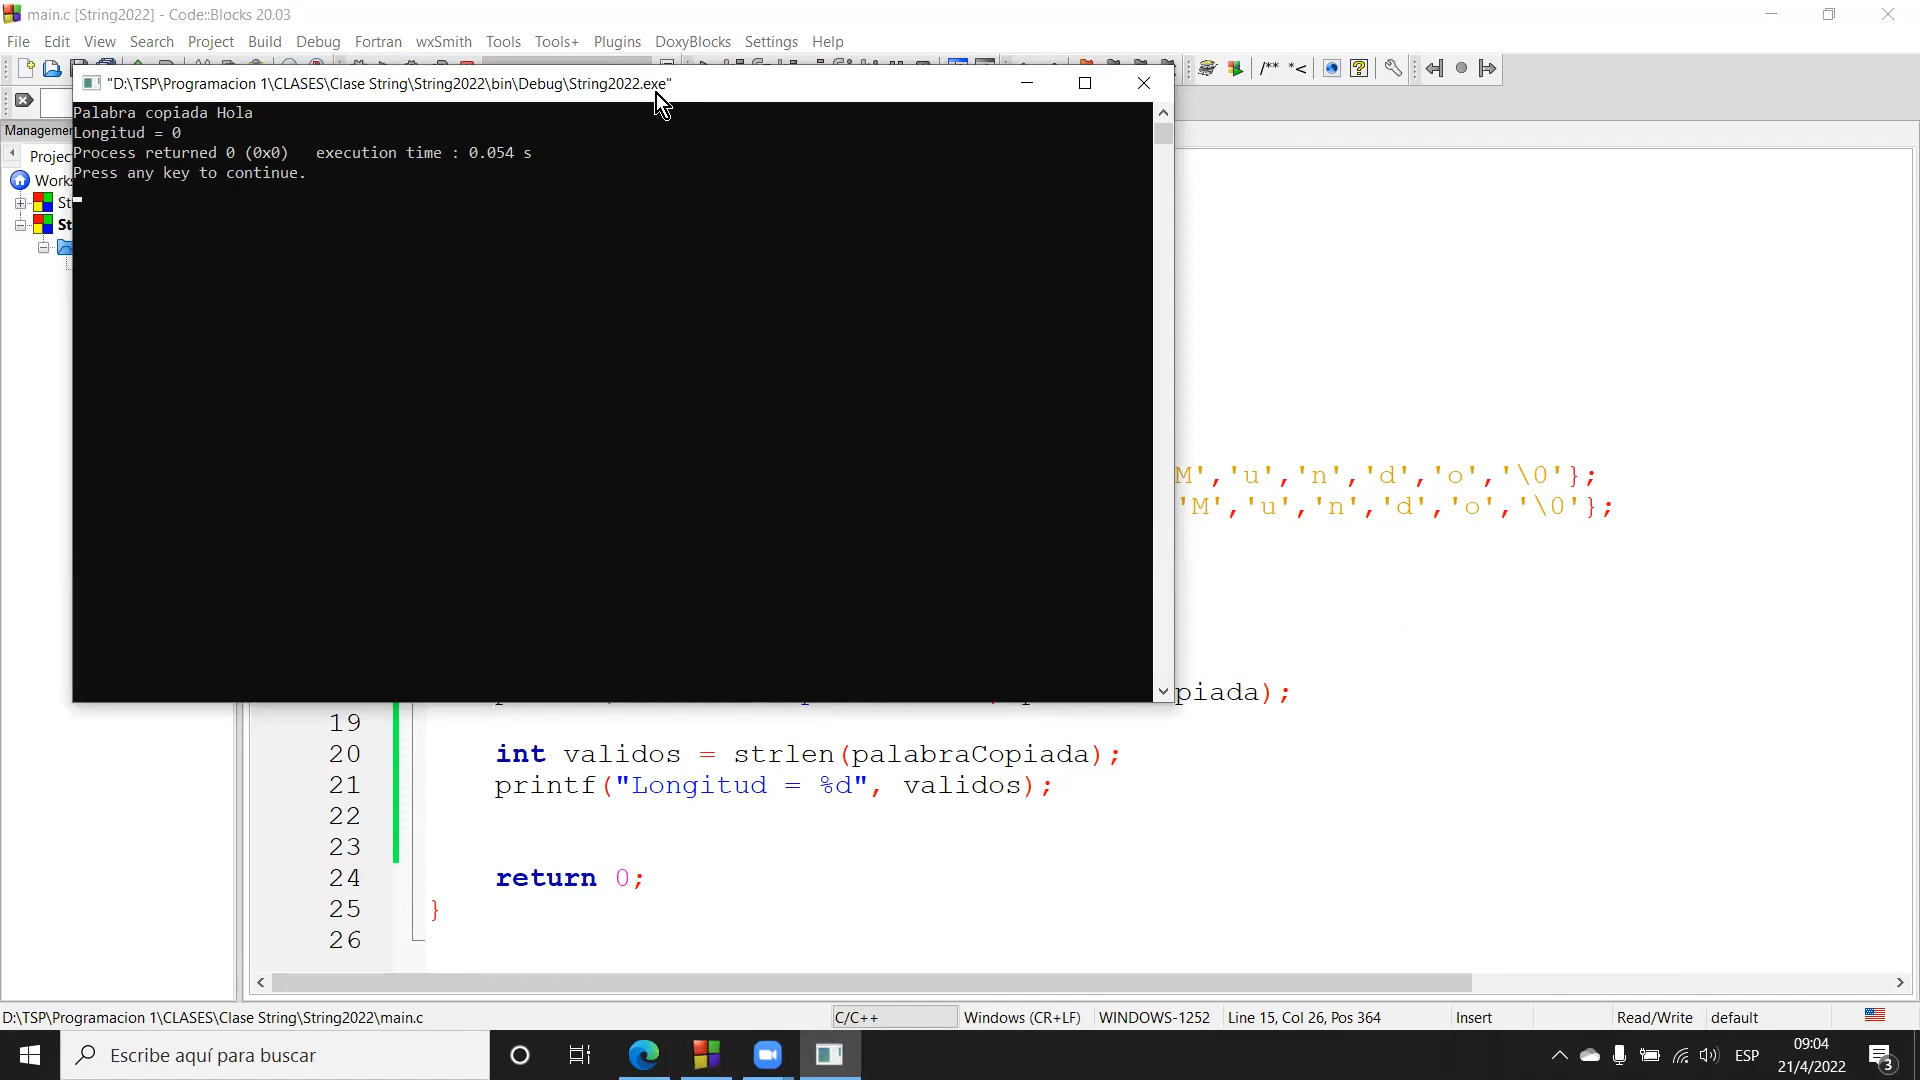 main.c [String2022] - Code::Blocks 20.03
File Edit View Search Project Build Debug Fortran wxSmith Tools Tools+ Plugins DoxyBlocks Settings Help
/** *<
"D:\TSP\Programacion 1\CLASES\Clase String\String2022\bin\Debug\String2022.exe"
Palabra copiada Hola
Longitud = 0
Process returned 0 (0x0)   execution time : 0.054 s
Press any key to continue.
Manageme
Projec
Works
St
St
M','u','n','d','o','\0'};
'M','u','n','d','o','\0'};
piada);
19
20 int validos = strlen(palabraCopiada);
21 printf("Longitud = %d", validos);
22
23
24 return 0;
25 }
26
D:\TSP\Programacion 1\CLASES\Clase String\String2022\main.c C/C++ Windows (CR+LF) WINDOWS-1252 Line 15, Col 26, Pos 364 Insert Read/Write default
Escribe aquí para buscar
ESP
09:04
21/4/2022
3